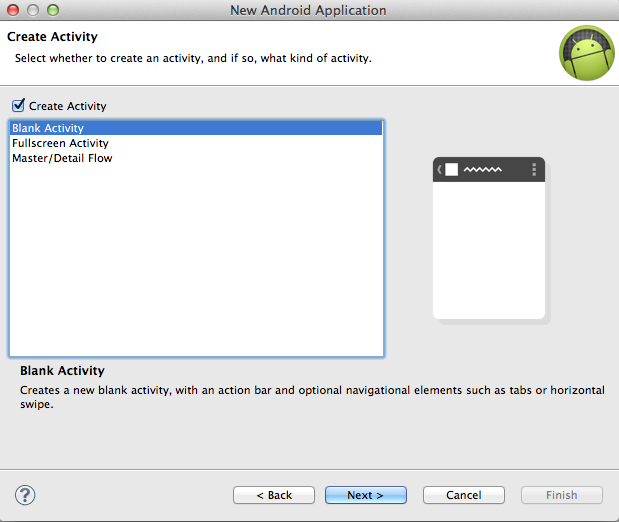 New Android Application
Create Activity
Select whether to create an activity, and if so, what kind of activity.
Create Activity
Blank Activity
Fullscreen Activity
Master/Detail Flow
Blank Activity
Creates a new blank activity, with an action bar and optional navigational elements such as tabs or horizontal
swipe.
?
< Back
Next >
Cancel
Finish